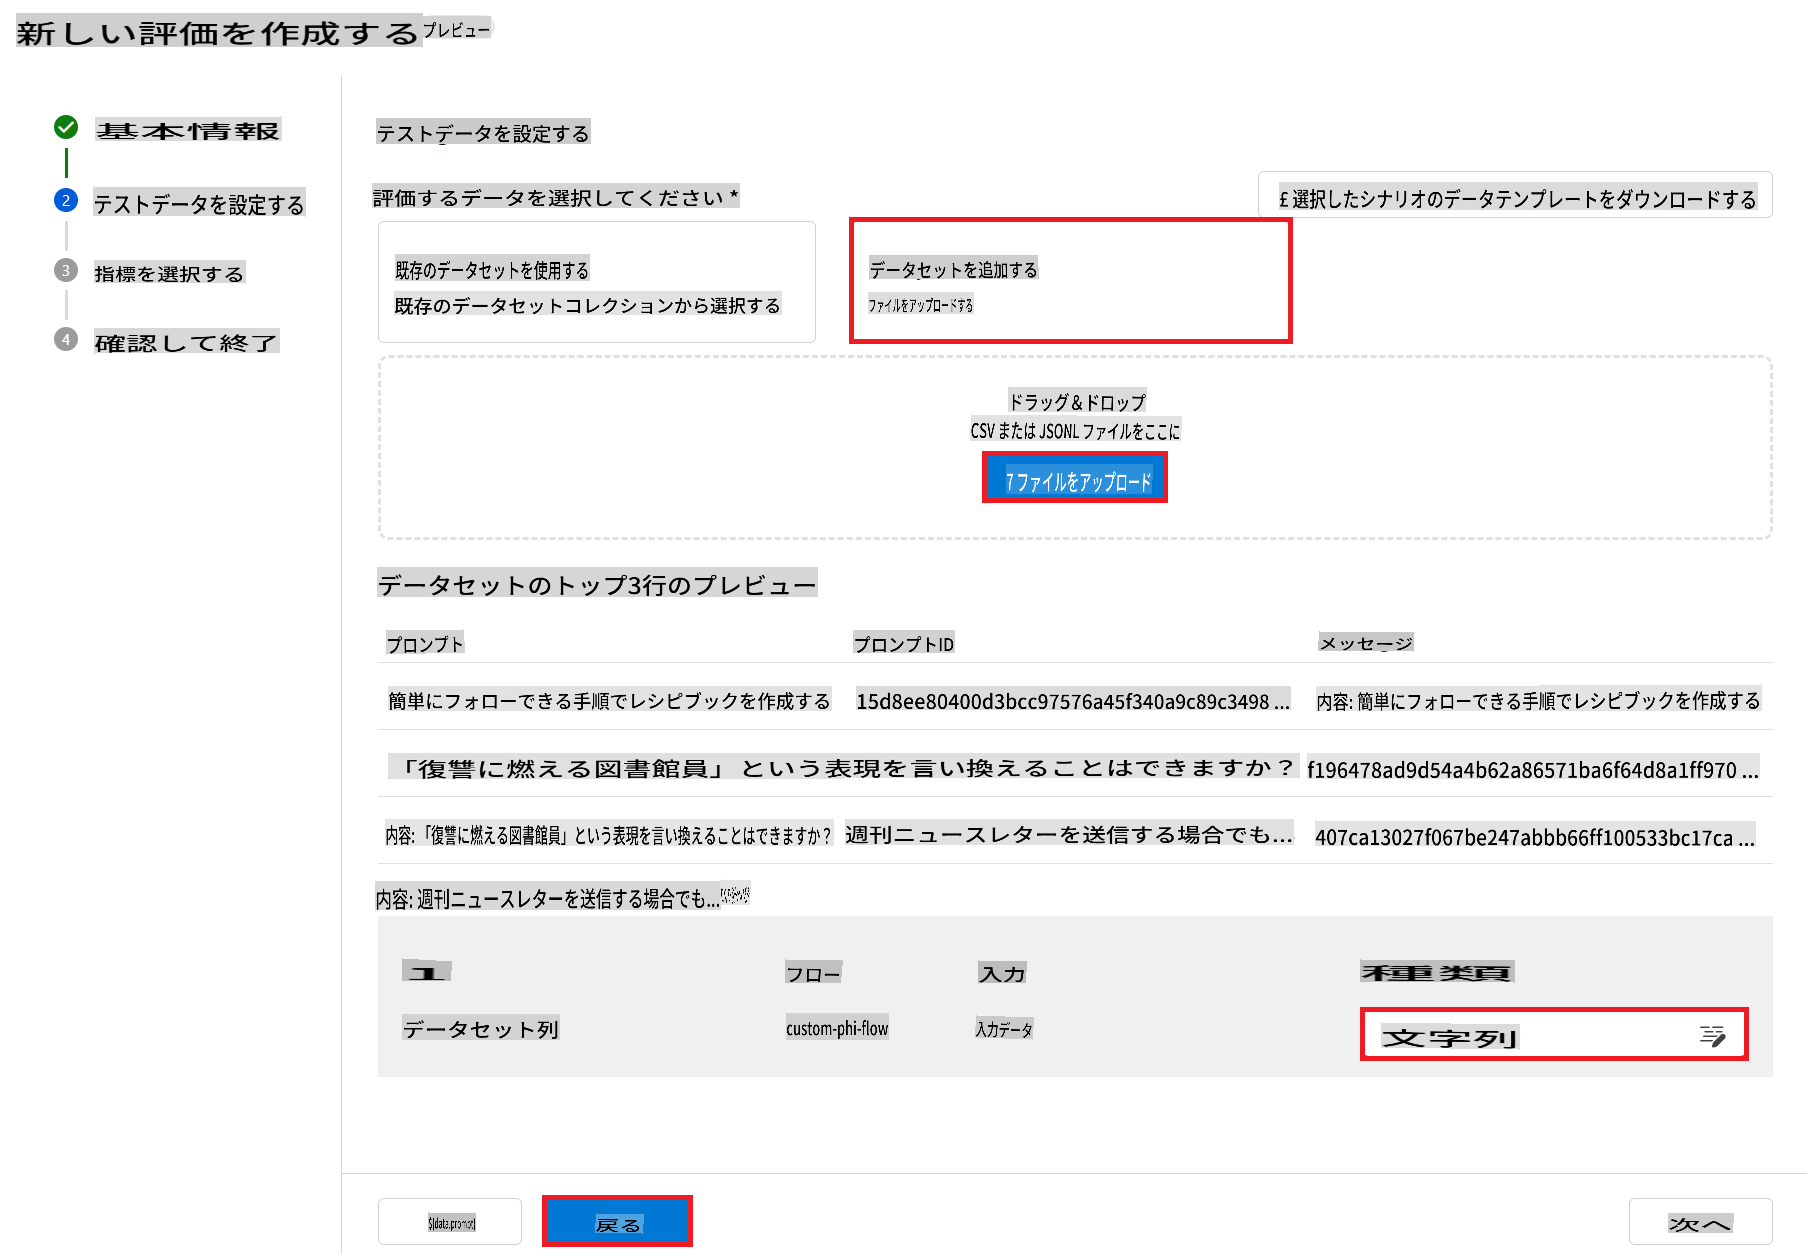 新しい評価を作成する プレビュー
基本情報
2 テストデータを設定する
3 指標を選択する
4 確認して終了
テストデータを設定する
評価するデータを選択してください *
£ 選択したシナリオのデータテンプレートをダウンロードする
既存のデータセットを使用する
既存のデータセットコレクションから選択する
データセットを追加する
ファイルをアップロードする
ドラッグ＆ドロップ
CSV または JSONL ファイルをここに
7 ファイルをアップロード
データセットのトップ3行のプレビュー
プロンプト プロンプトID メッセージ
簡単にフォローできる手順でレシピブックを作成する 15d8ee80400d3bcc97576a45f340a9c89c3498 ... 内容: 簡単にフォローできる手順でレシピブックを作成する
「復讐に燃える図書館員」という表現を言い換えることはできますか？ f196478ad9d54a4b62a86571ba6f64d8a1ff970 ...
内容:「復讐に燃える図書館員」という表現を言い換えることはできますか？ 週刊ニュースレターを送信する場合でも... 407ca13027f067be247abbb66ff100533bc17ca ...
内容: 週刊ニュースレターを送信する場合でも...
フロー 入力 種類
データセット列 custom-phi-flow 入力データ 文字列
${data.prompt} 戻る 次へ